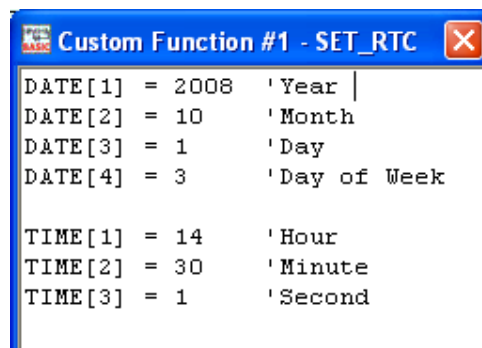 BASIC Custom Function #1 - SET_RTC
DATE[1] = 2008 'Year
DATE[2] = 10 'Month
DATE[3] = 1 'Day
DATE[4] = 3 'Day of Week
TIME[1] = 14 'Hour
TIME[2] = 30 'Minute
TIME[3] = 1 'Second